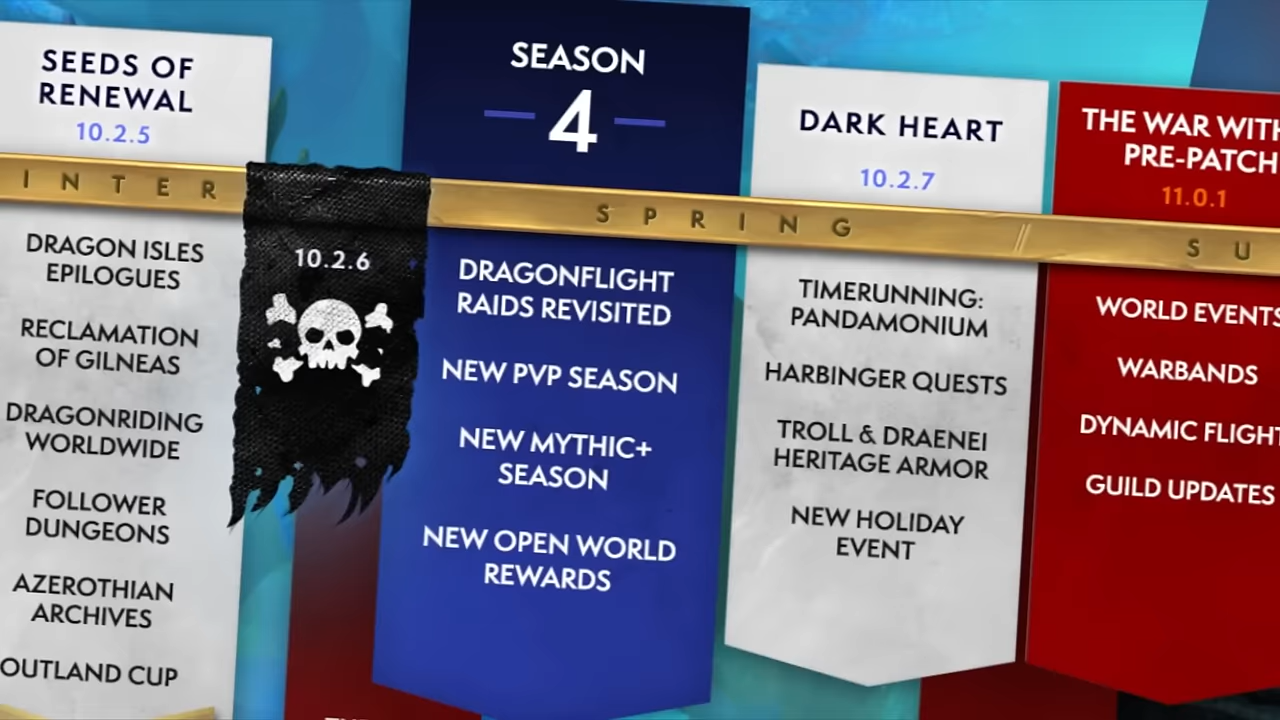 SEEDS OF
RENEWAL
10.2.5
INTER
DRAGON ISLES
EPILOGUES
RECLAMATION
OF GILNEAS
DRAGONRIDING
WORLDWIDE
FOLLOWER
DUNGEONS
AZEROTHIAN
ARCHIVES
OUTLAND CUP
10.2.6
SEASON
4
SPRING
DRAGONFLIGHT
RAIDS REVISITED
NEW PVP SEASON
NEW MYTHIC+
SEASON
NEW OPEN WORLD
REWARDS
DARK HEART
10.2.7
TIMERUNNING:
PANDAMONIUM
HARBINGER QUESTS
TROLL & DRAENEI
HERITAGE ARMOR
NEW HOLIDAY
EVENT
THE WAR WITH
PRE-PATCH
11.0.1
SU
WORLD EVENTS
WARBANDS
DYNAMIC FLIGHT
GUILD UPDATES